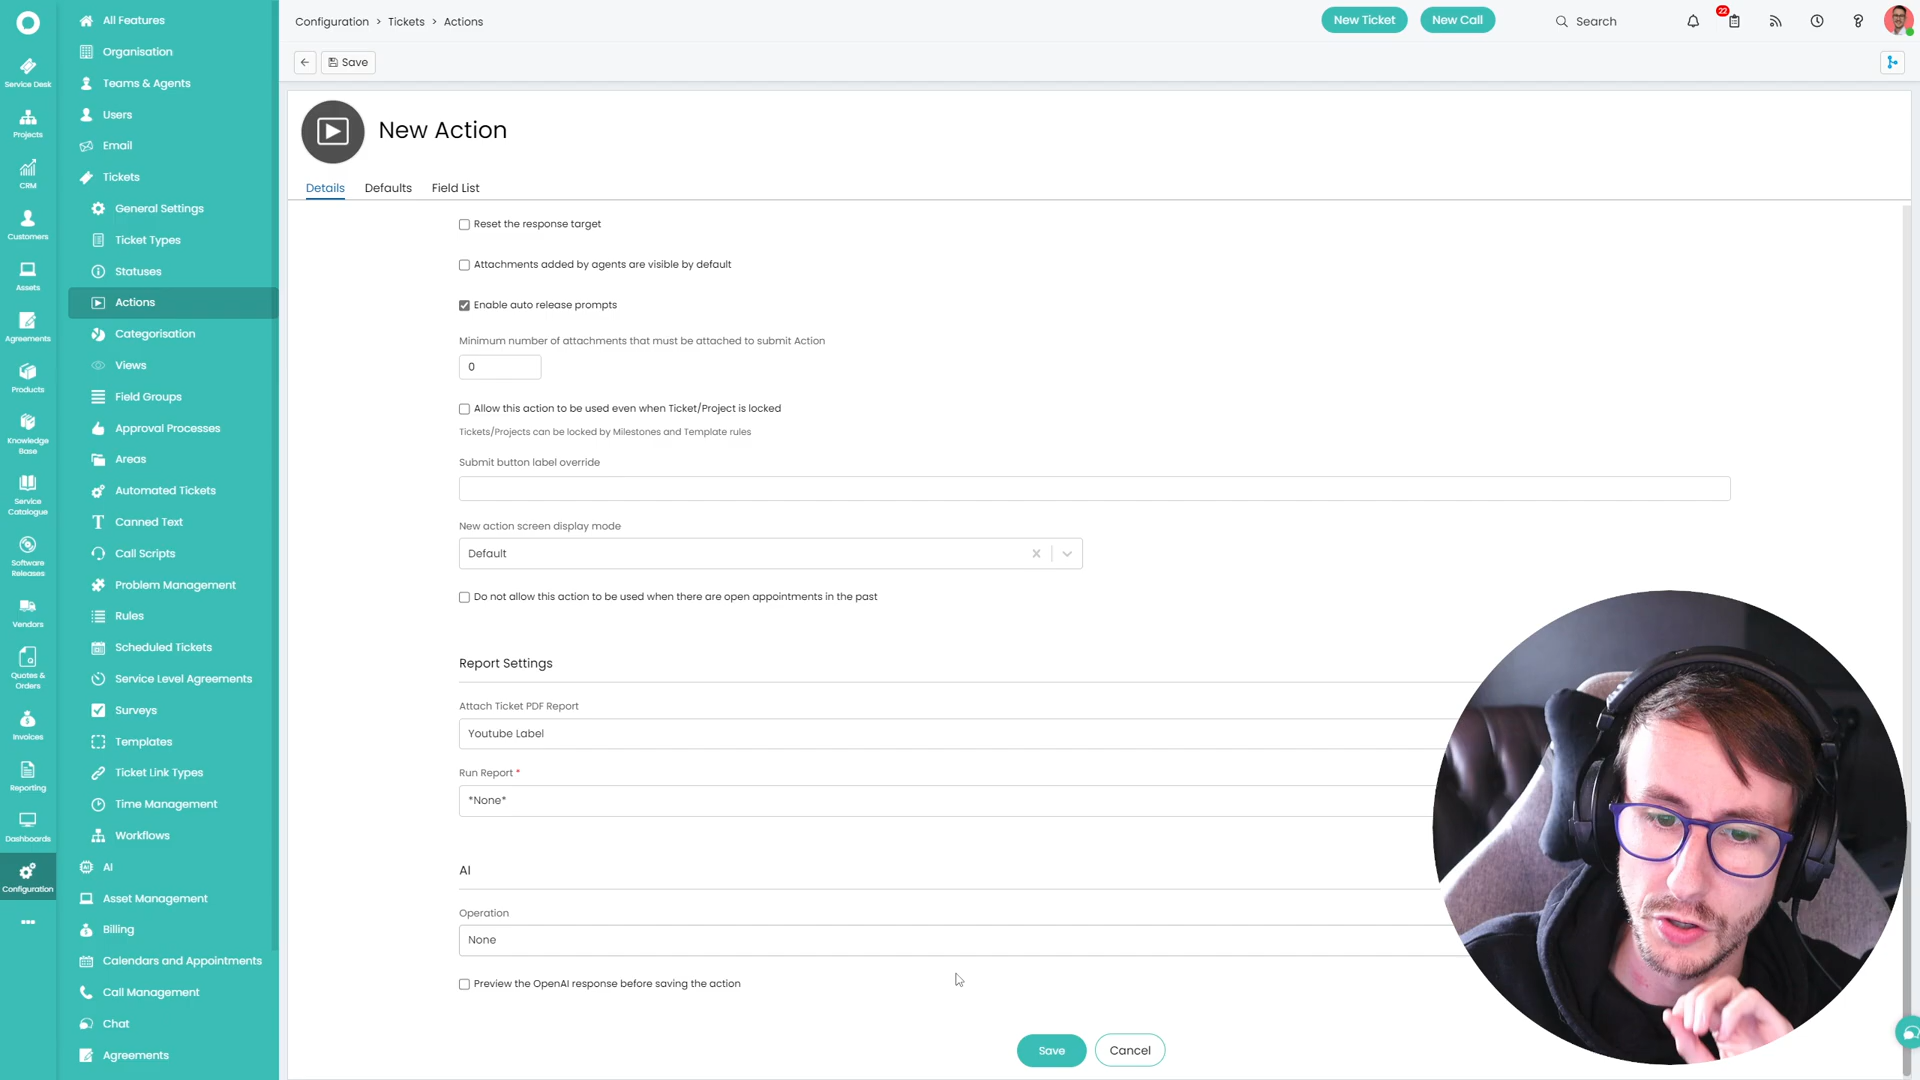 Configuration > Tickets > Actions
New Ticket
New Call
Search
22
Save
Service Desk
Projects
CRM
Customers
Assets
Agreements
Products
Knowledge
Base
Service
Catalogue
Software
Releases
Vendors
Quotes &
Orders
Invoices
Reporting
Dashboards
Configuration
All Features
Organisation
Teams & Agents
Users
Email
Tickets
General Settings
Ticket Types
Statuses
Actions
Categorisation
Views
Field Groups
Approval Processes
Areas
Automated Tickets
Canned Text
Call Scripts
Problem Management
Rules
Scheduled Tickets
Service Level Agreements
Surveys
Templates
Ticket Link Types
Time Management
Workflows
AI
Asset Management
Billing
Calendars and Appointments
Call Management
Chat
Agreements
New Action
Details
Defaults
Field List
Reset the response target
Attachments added by agents are visible by default
Enable auto release prompts
Minimum number of attachments that must be attached to submit Action
0
Allow this action to be used even when Ticket/Project is locked
Tickets/Projects can be locked by Milestones and Template rules
Submit button label override
New action screen display mode
Default
Do not allow this action to be used when there are open appointments in the past
Report Settings
Attach Ticket PDF Report
Youtube Label
Run Report *
*None*
AI
Operation
None
Preview the OpenAI response before saving the action
Save
Cancel